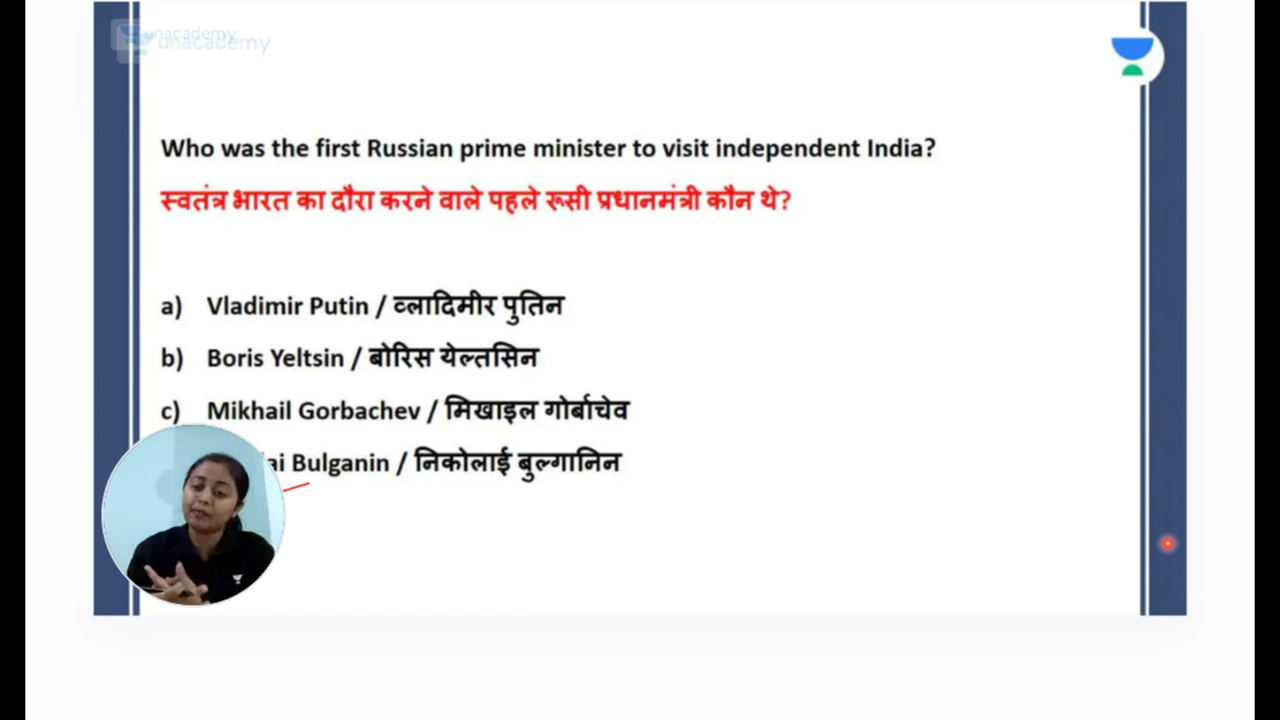 unacademy
unacademy
Who was the first Russian prime minister to visit independent India?
स्वतंत्र भारत का दौरा करने वाले पहले रूसी प्रधानमंत्री कौन थे?
a) Vladimir Putin / व्लादिमीर पुतिन
b) Boris Yeltsin / बोरिस येल्तसिन
c) Mikhail Gorbachev / मिखाइल गोर्बाचेव
Bulganin / निकोलाई बुल्गानिन